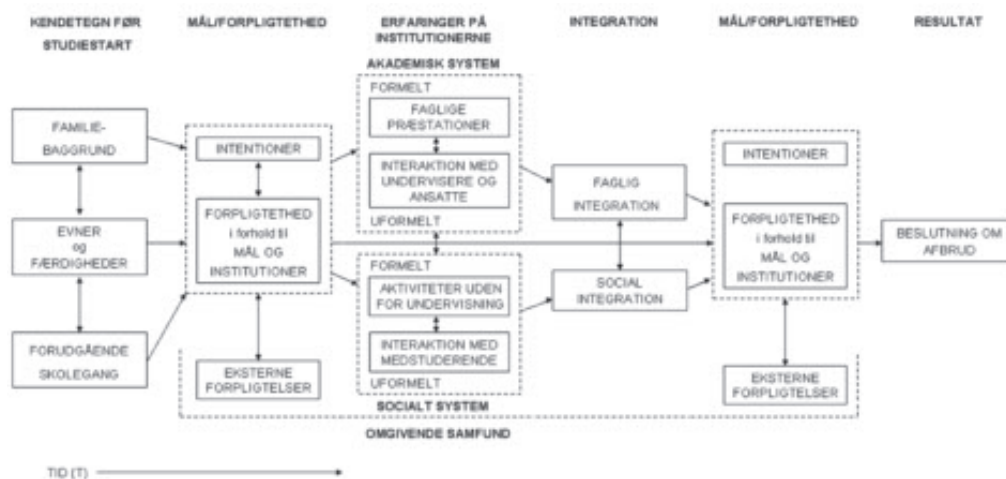 KENDETEGN FØR
STUDIESTART
MÅL/FORPLIGTETHED
ERFARINGER PÅ
INSTITUTIONERNE
INTEGRATION
MÅL/FORPLIGTETHED
RESULTAT
AKADEMISK SYSTEM
FORMELT
FAGLIGE
PRÆSTATIONER
INTERAKTION MED
UNDERVISERE OG
ANSATTE
UFORMELT
FAMILIE-
BAGGRUND
EVNER
og
FÆRDIGHEDER
FORUDGÅENDE
SKOLEGANG
INTENTIONER
FORPLIGTETHED
i forhold til
MÅL OG
INSTITUTIONER
EKSTERNE
FORPLIGTELSER
FORMELT
AKTIVITETER UDEN
FOR UNDERVISNING
INTERAKTION MED
MEDSTUDERENDE
UFORMELT
SOCIALT SYSTEM
FAGLIG
INTEGRATION
SOCIAL
INTEGRATION
INTENTIONER
FORPLIGTETHED
i forhold til
MÅL OG
INSTITUTIONER
EKSTERNE
FORPLIGTELSER
BESLUTNING OM
AFBRUD
OMGIVENDE SAMFUND
TID (T)